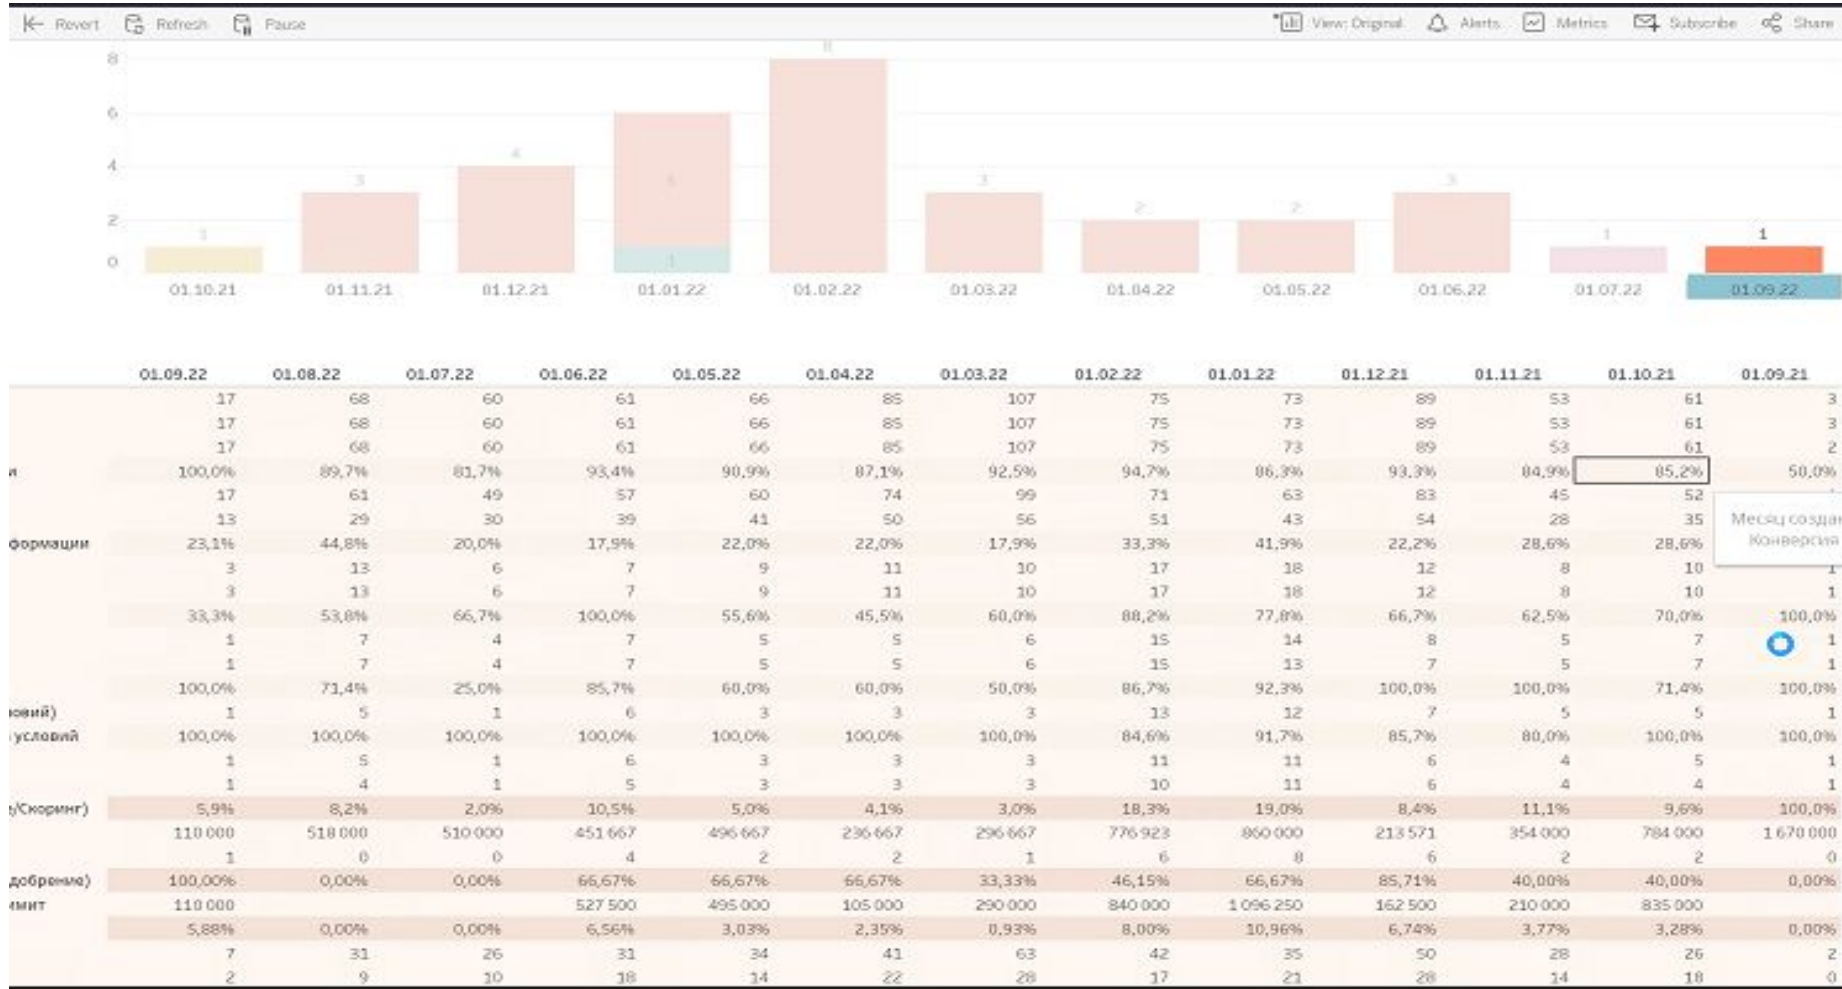 Revert Refresh Pause View: Original Alerts Metrics Subscribe Share
8
8
6
4
4
3 3 3
2 2 2
1 1 1 1
0
01.10.21 01.11.21 01.12.21 01.01.22 01.02.22 01.03.22 01.04.22 01.05.22 01.06.22 01.07.22 01.09.22
01.09.22 01.08.22 01.07.22 01.06.22 01.05.22 01.04.22 01.03.22 01.02.22 01.01.22 01.12.21 01.11.21 01.10.21 01.09.21
17 68 60 61 66 85 107 75 73 89 53 61 3
17 68 60 61 66 85 107 75 73 89 53 61 3
17 68 60 61 66 85 107 75 73 89 53 61 2
и 100,0% 89,7% 81,7% 93,4% 90,9% 87,1% 92,5% 94,7% 86,3% 93,3% 84,9% 85,2% 50,0%
17 61 49 57 60 74 99 71 63 83 45 52
13 29 30 39 41 50 56 51 43 54 28 35 Месяц создан
формации 23,1% 44,8% 20,0% 17,9% 22,0% 22,0% 17,9% 33,3% 41,9% 22,2% 28,6% 28,6% Конверсия
3 13 6 7 9 11 10 17 18 12 8 10 1
3 13 6 7 9 11 10 17 18 12 8 10 1
33,3% 53,8% 66,7% 100,0% 55,6% 45,5% 60,0% 88,2% 77,8% 66,7% 62,5% 70,0% 100,0%
1 7 4 7 5 5 6 15 14 8 5 7 1
1 7 4 7 5 5 6 15 13 7 5 7 1
100,0% 71,4% 25,0% 85,7% 60,0% 60,0% 50,0% 86,7% 92,3% 100,0% 100,0% 71,4% 100,0%
овий) 1 5 1 6 3 3 3 13 12 7 5 5 1
условий 100,0% 100,0% 100,0% 100,0% 100,0% 100,0% 100,0% 84,6% 91,7% 85,7% 80,0% 100,0% 100,0%
1 5 1 6 3 3 3 11 11 6 4 5 1
1 4 1 5 3 3 3 10 11 6 4 4 1
/Скоринг) 5,9% 8,2% 2,0% 10,5% 5,0% 4,1% 3,0% 18,3% 19,0% 8,4% 11,1% 9,6% 100,0%
110 000 518 000 510 000 451 667 496 667 236 667 296 667 776 923 860 000 213 571 354 000 784 000 1 670 000
1 0 0 4 2 2 1 6 8 6 2 2 0
добрение) 100,00% 0,00% 0,00% 66,67% 66,67% 66,67% 33,33% 46,15% 66,67% 85,71% 40,00% 40,00% 0,00%
имит 110 000 527 500 495 000 105 000 290 000 840 000 1 096 250 162 500 210 000 835 000
5,88% 0,00% 0,00% 6,56% 3,03% 2,35% 0,93% 8,00% 10,96% 6,74% 3,77% 3,28% 0,00%
7 31 26 31 34 41 63 42 35 50 28 26 2
2 9 10 18 14 22 28 17 21 28 14 18 0